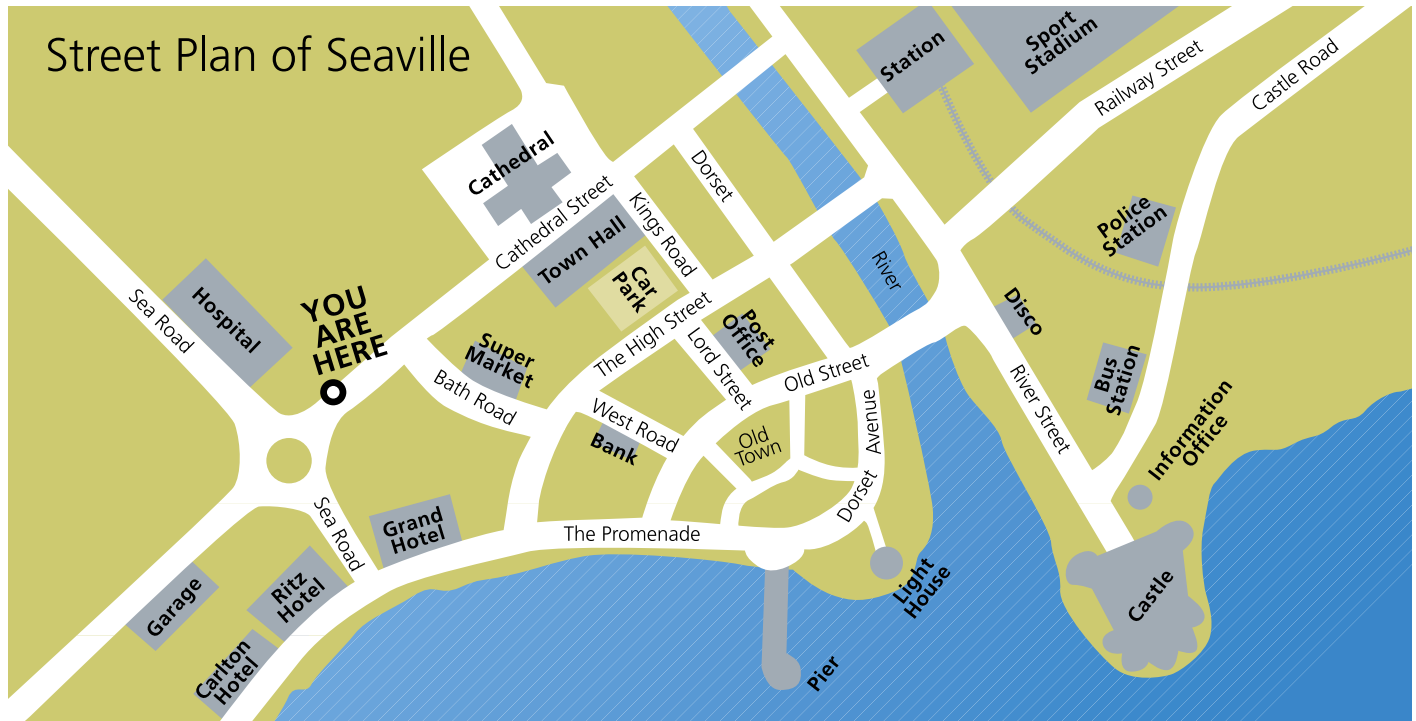 Street Plan of Seaville
Station
Sport
Stadium
Railway Street
Castle Road
Cathedral
Dorset
Cathedral Street
Kings Road
Town Hall
Car
Park
Police
Station
River
Sea Road
Hospital
YOU
ARE
HERE
The High Street
Post
Office
Disco
Super
Market
Lord Street
Old Street
Bath Road
River Street
Bus
Station
West Road
Bank
Old
Town
Avenue
Information
Office
Dorset
Sea Road
Grand
Hotel
The Promenade
Light
House
Garage
Ritz
Hotel
Castle
Carlton
Hotel
Pier